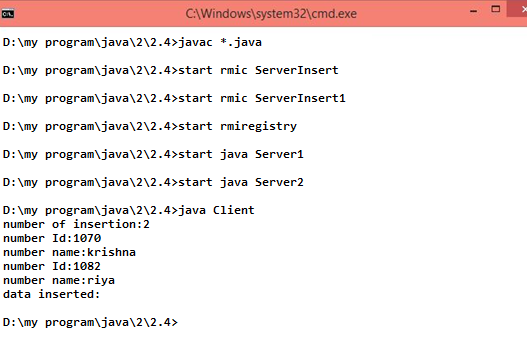 C:\Windows\system32\cmd.exe
D:\my program\java\2\2.4>javac *.java
D:\my program\java\2\2.4>start rmic ServerInsert
D:\my program\java\2\2.4>start rmic ServerInsert1
D:\my program\java\2\2.4>start rmiregistry
D:\my program\java\2\2.4>start java Server1
D:\my program\java\2\2.4>start java Server2
D:\my program\java\2\2.4>java Client
number of insertion:2
number Id:1070
number name:krishna
number Id:1082
number name:riya
data inserted:
D:\my program\java\2\2.4>